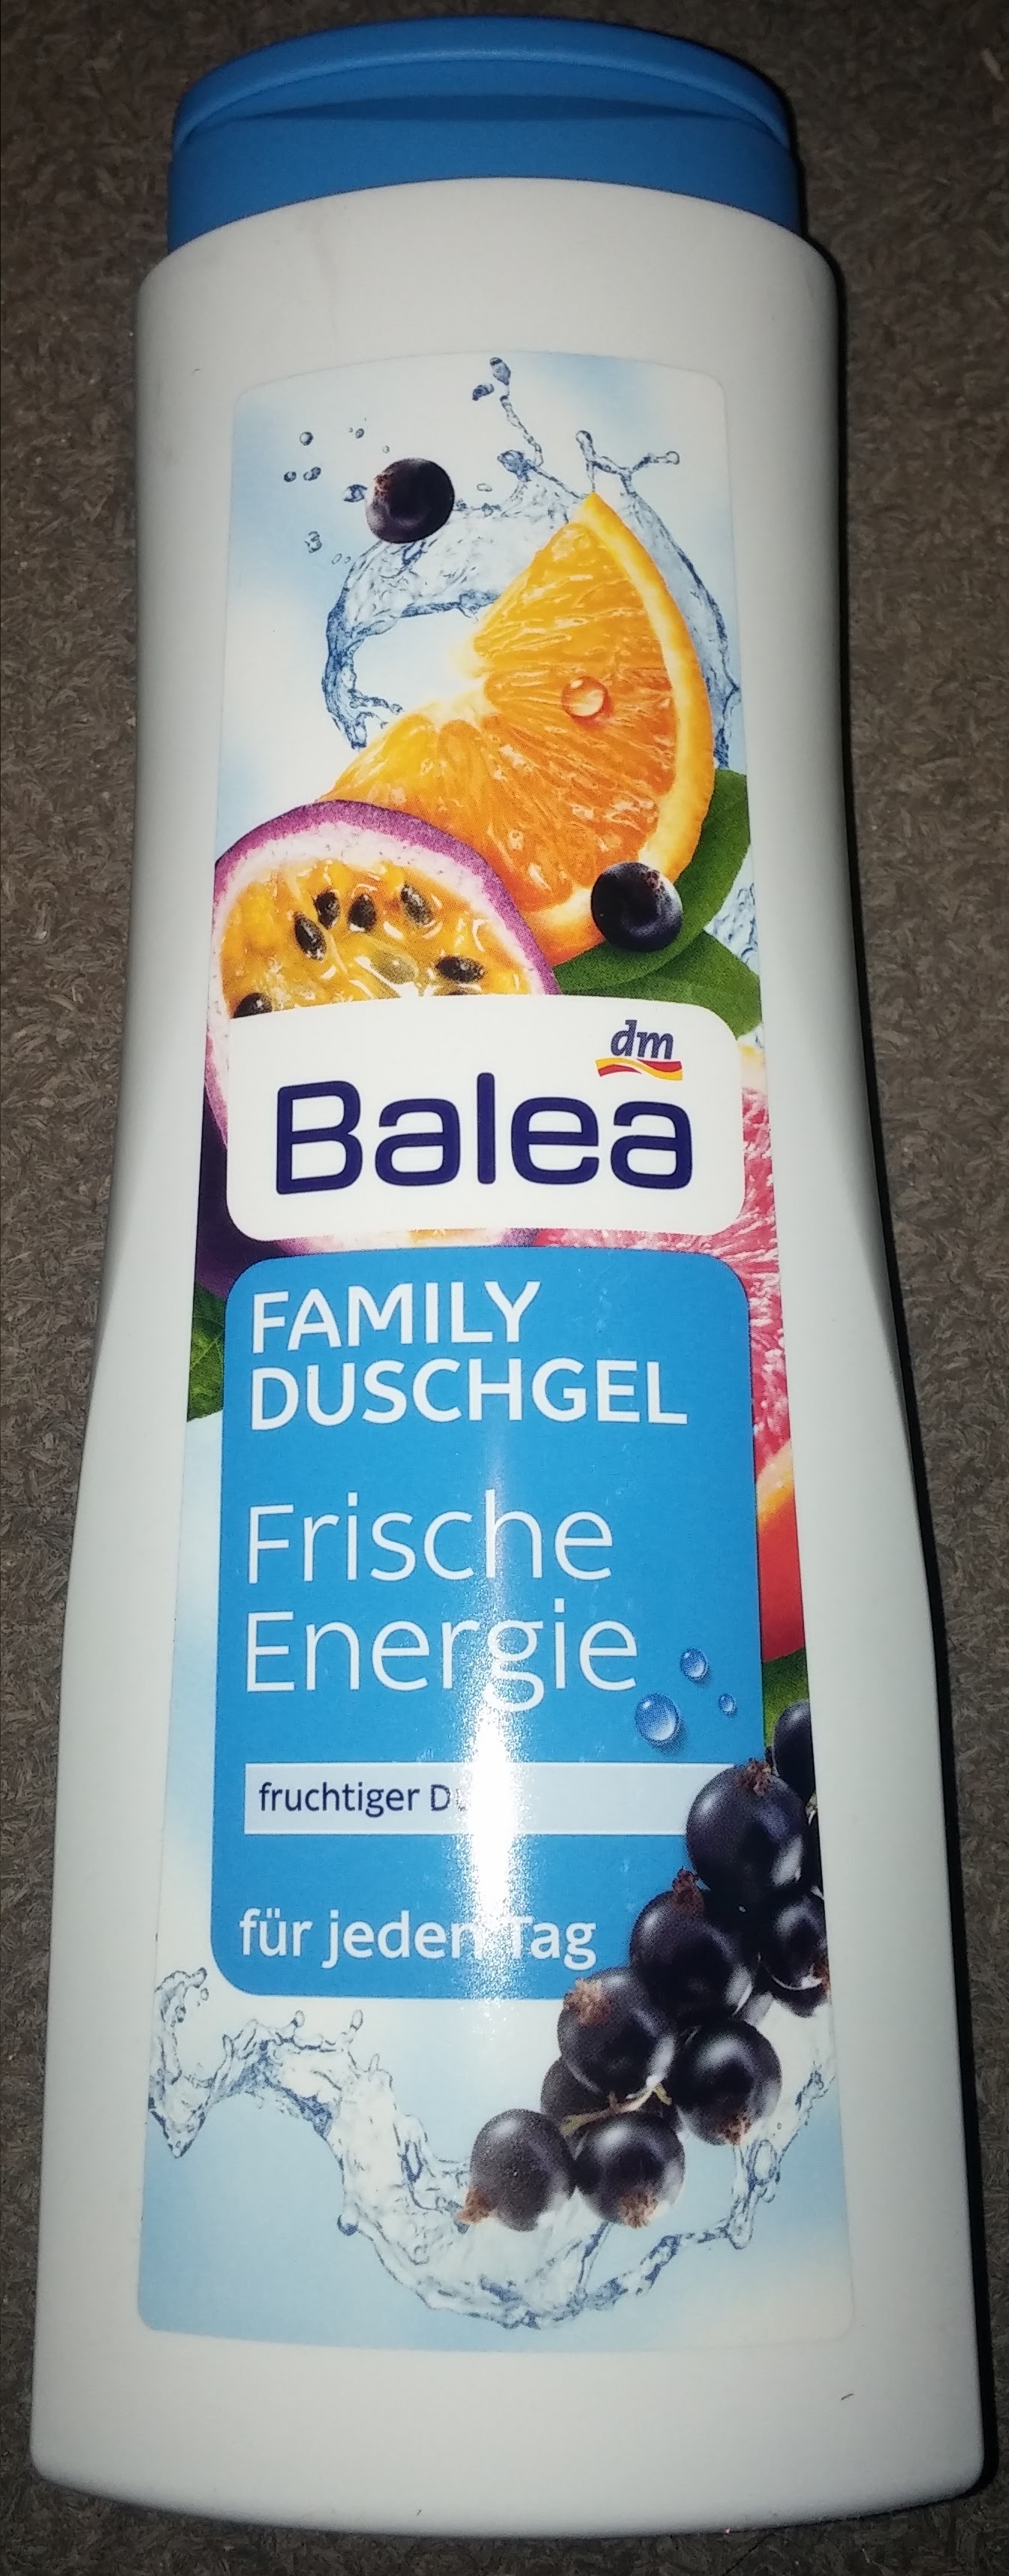 dm
Balea
FAMILY
DUSCHGEL
Frische
Energie
fruchtiger
für jeden Tag